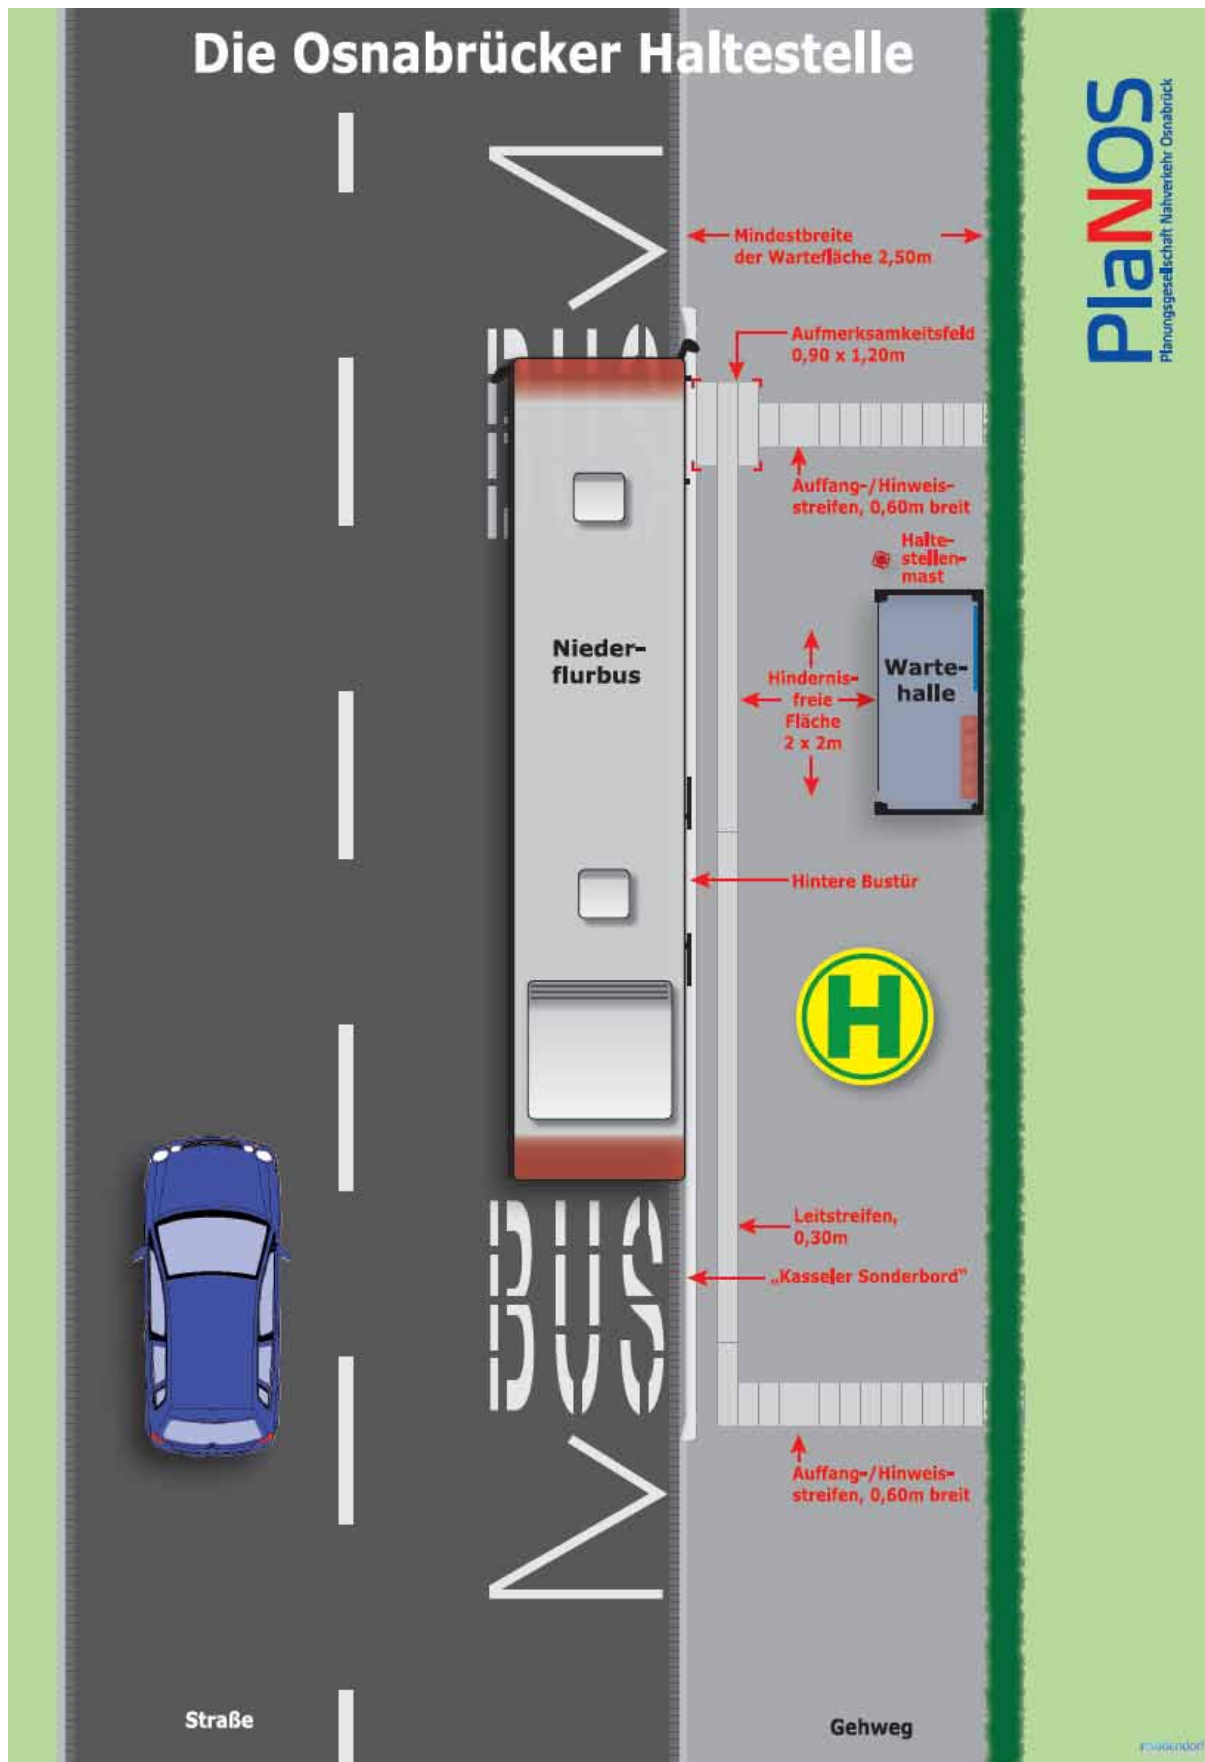 Die Osnabrücker Haltestelle
PlaNOS
Planungsgesellschaft Nahverkehr Osnabrück
Mindestbreite
der Wartefläche 2,50m
Aufmerksamkeitsfeld
0,90 x 1,20m
Auffang-/Hinweis-
streifen, 0,60m breit
Halte-
stellen-
mast
Nieder-
flurbus
Warte-
halle
Hindernis-
freie
Fläche
2 x 2m
Hintere Bustür
H
BUS
Leitstreifen,
0,30m
„Kasseler Sonderbord"
Auffang-/Hinweis-
streifen, 0,60m breit
Straße
Gehweg